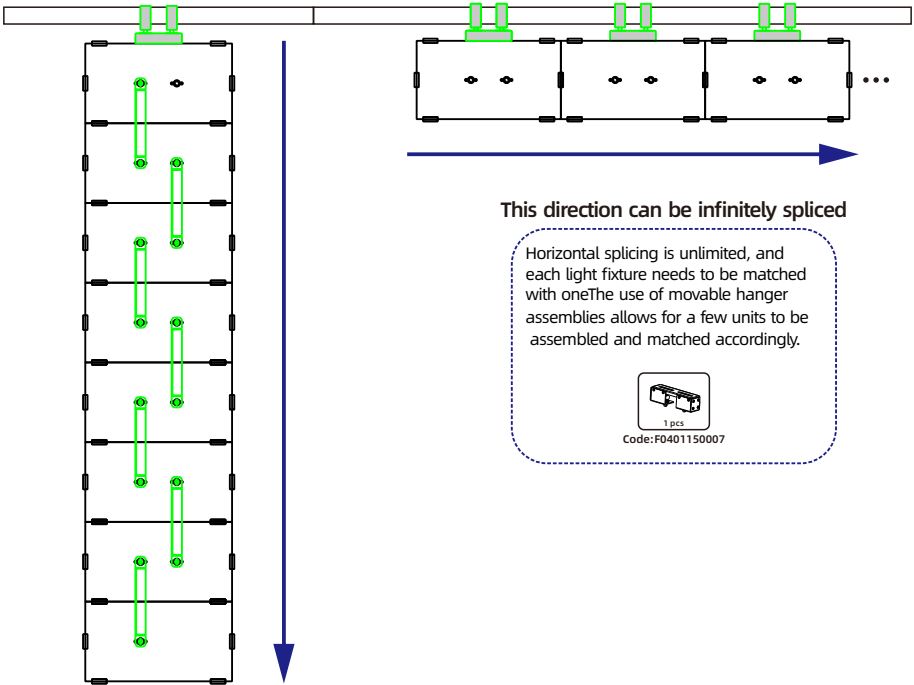 This direction can be infinitely spliced
Horizontal splicing is unlimited, and
each light fixture needs to be matched
with oneThe use of movable hanger
assemblies allows for a few units to be
assembled and matched accordingly.
1 pcs
Code:F0401150007